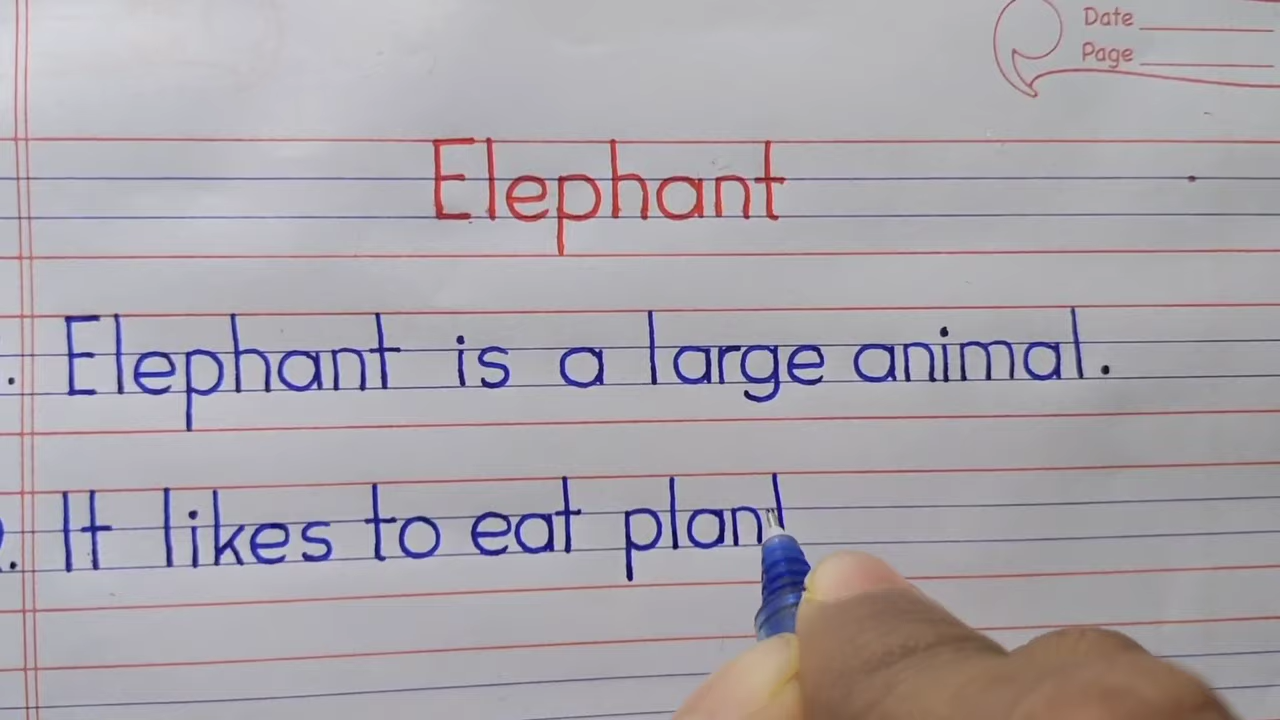 Date
Page
Elephant
. Elephant is a large animal.
. It likes to eat plan